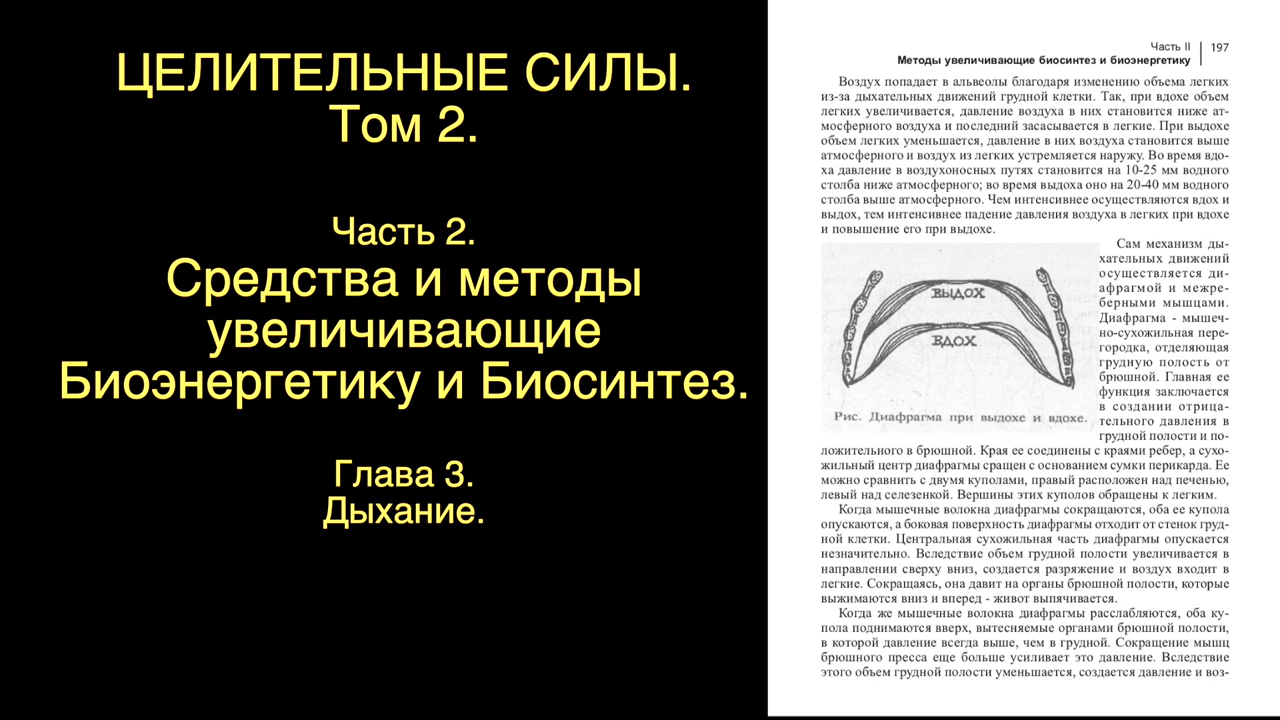 ЦЕЛИТЕЛЬНЫЕ СИЛЫ.
Том 2.
Часть 2.
Средства и методы
увеличивающие
Биоэнергетику и Биосинтез.
Глава 3.
Дыхание.
Часть II
197
Методы увеличивающие биосинтез и биоэнергетику
Воздух попадает в альвеолы благодаря изменению объема легких
из-за дыхательных движений грудной клетки. Так, при вдохе объем
легких увеличивается, давление воздуха в них становится ниже ат-
мосферного воздуха и последний засасывается в легкие. При выдохе
объем легких уменьшается, давление в них воздуха становится выше
атмосферного и воздух из легких устремляется наружу. Во время вдо-
ха давление в воздухоносных путях становится на 10-25 мм водного
столба ниже атмосферного; во время выдоха оно на 20-40 мм водного
столба выше атмосферного. Чем интенсивнее осуществляются вдох и
выдох, тем интенсивнее падение давления воздуха в легких при вдохе
и повышение его при выдохе.
ВЫДОХ
ВДОХ
Рис. Диафрагма при выдохе и вдохе.
Сам механизм ды-
хательных движений
осуществляется ди-
афрагмой и межре-
берными мышцами.
Диафрагма - мышеч-
но-сухожильная пере-
городка, отделяющая
грудную полость от
брюшной. Главная ее
функция заключается
в создании отрица-
тельного давления в
грудной полости и по-
ложительного в брюшной. Края ее соединены с краями ребер, а сухо-
жильный центр диафрагмы сращен с основанием сумки перикарда. Ее
можно сравнить с двумя куполами, правый расположен над печенью,
левый над селезенкой. Вершины этих куполов обращены к легким.
Когда мышечные волокна диафрагмы сокращаются, оба ее купола
опускаются, а боковая поверхность диафрагмы отходит от стенок груд-
ной клетки. Центральная сухожильная часть диафрагмы опускается
незначительно. Вследствие объем грудной полости увеличивается в
направлении сверху вниз, создается разряжение и воздух входит в
легкие. Сокращаясь, она давит на органы брюшной полости, которые
выжимаются вниз и вперед - живот выпячивается.
Когда же мышечные волокна диафрагмы расслабляются, оба ку-
пола поднимаются вверх, вытесняемые органами брюшной полости,
в которой давление всегда выше, чем в грудной. Сокращение мышц
брюшного пресса еще больше усиливает это давление. Вследствие
этого объем грудной полости уменьшается, создается давление и воз-